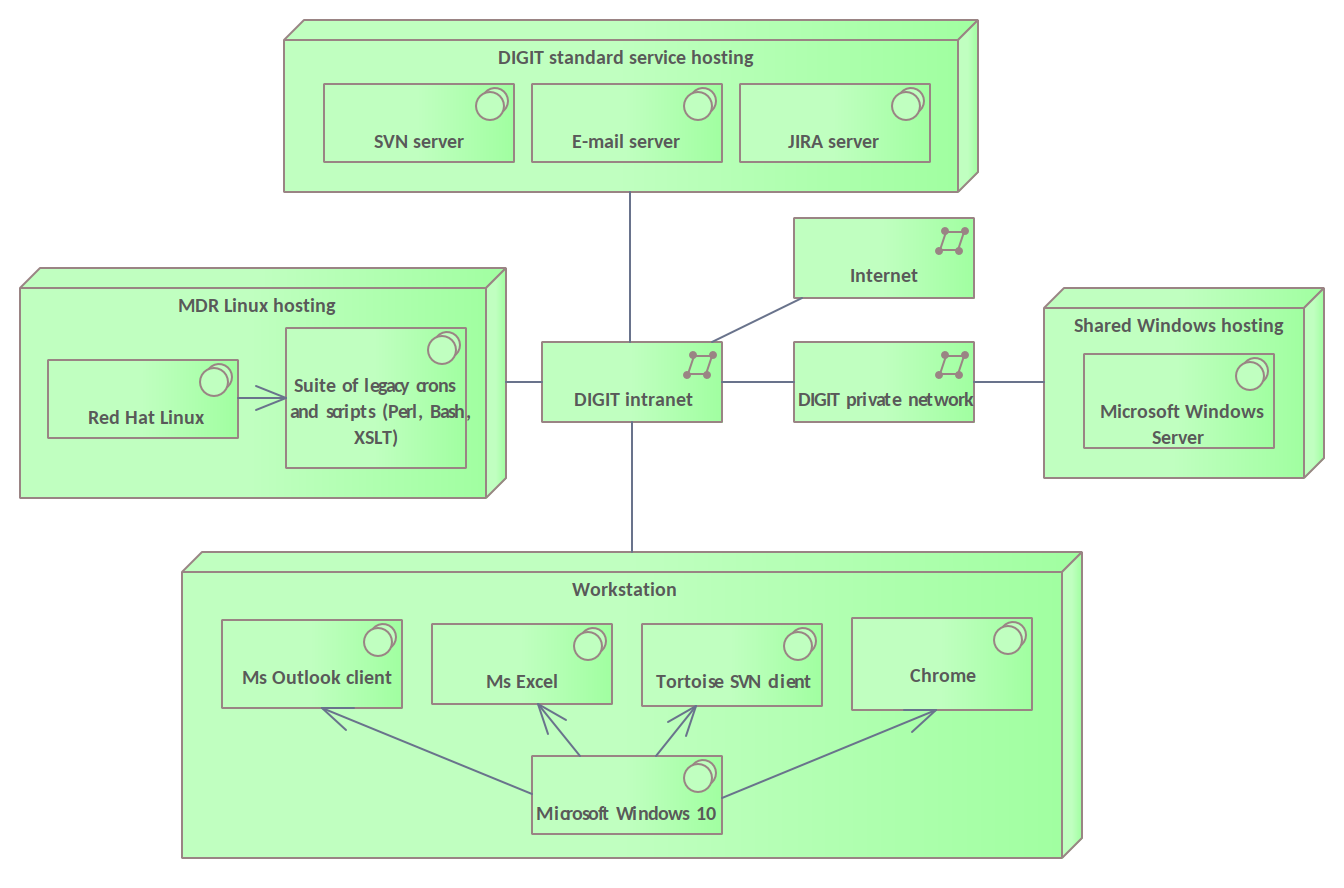 DIGIT standard service hosting
SVN server
E-mail server
JIRA server
Internet
MDR Linux hosting
Red Hat Linux
Suite of legacy crons
and scripts (Perl, Bash,
XSLT)
DIGIT intranet
DIGIT private network
Shared Windows hosting
Microsoft Windows
Server
Workstation
Ms Outlook client
Ms Excel
Tortoise SVN client
Chrome
Microsoft Windows 10